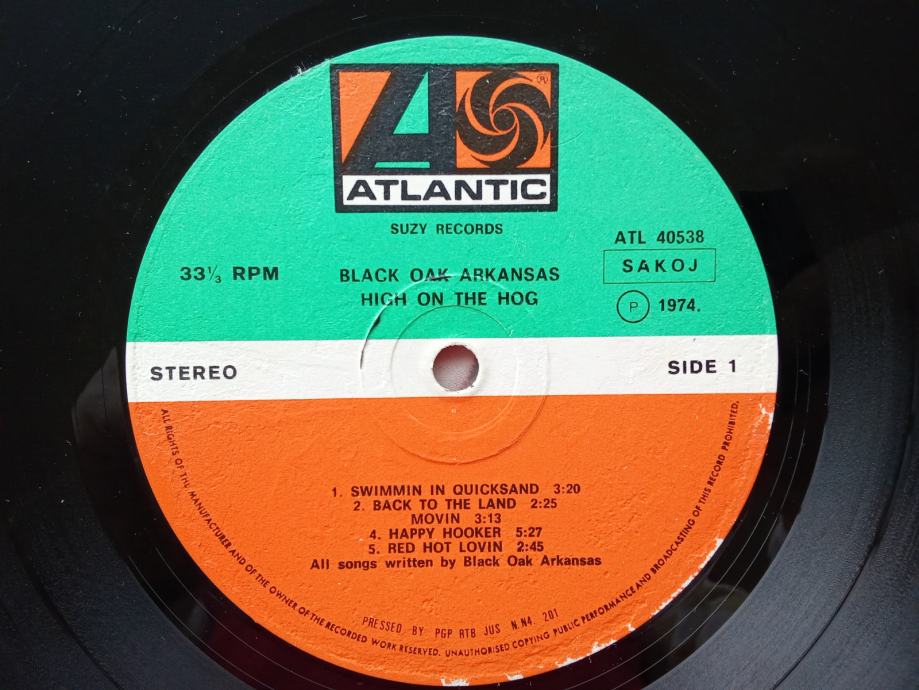 ATLANTIC
®
SUZY RECORDS
ATL 40538
SAKOJ
33⅓ RPM
BLACK OAK ARKANSAS
HIGH ON THE HOG
℗ 1974.
STEREO
SIDE 1
1. SWIMMIN IN QUICKSAND 3:20
2. BACK TO THE LAND 2:25
MOVIN 3:13
4. HAPPY HOOKER 5:27
5. RED HOT LOVIN 2:45
All songs written by Black Oak Arkansas
PRESSED BY PGP RTB JUS N.N4. 201
ALL RIGHTS OF THE MANUFACTURER AND OF THE OWNER OF THE RECORDED WORK RESERVED. UNAUTHORISED COPYING PUBLIC PERFORMANCE AND BROADCASTING OF THIS RECORD PROHIBITED.